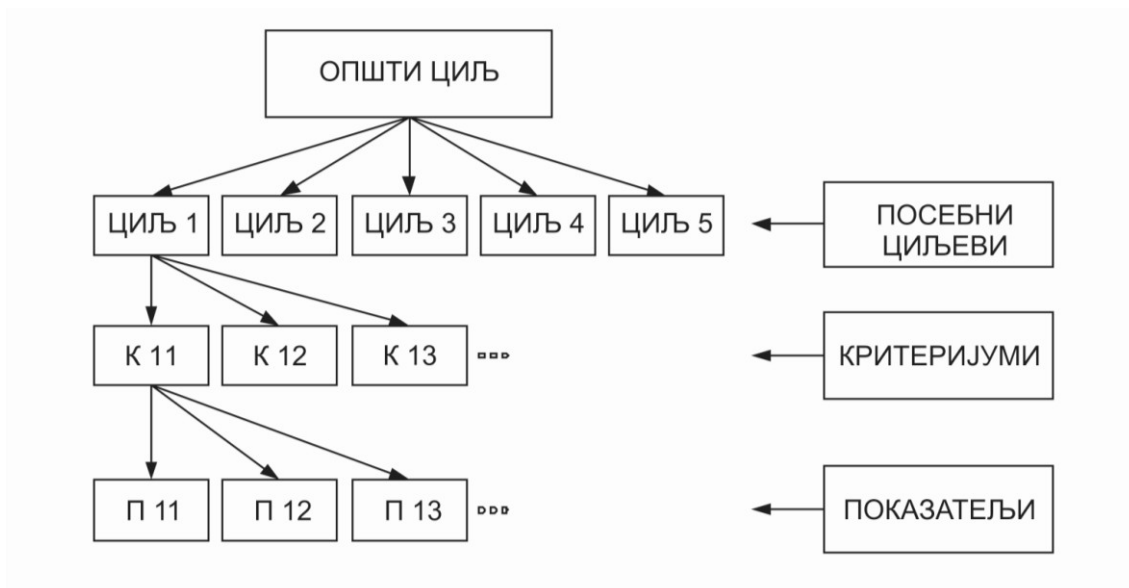 ОПШТИ ЦИЉ
ЦИЉ 1
ЦИЉ 2
ЦИЉ 3
ЦИЉ 4
ЦИЉ 5
ПОСЕБНИ
ЦИЉЕВИ
К 11
К 12
К 13
КРИТЕРИЈУМИ
П 11
П 12
П 13
ПОКАЗАТЕЉИ